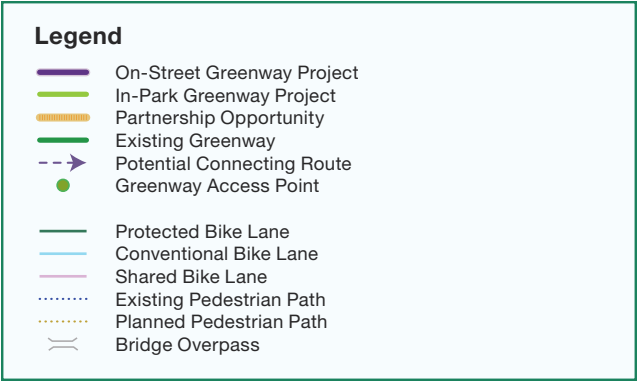 Legend
On-Street Greenway Project
In-Park Greenway Project
Partnership Opportunity
Existing Greenway
Potential Connecting Route
Greenway Access Point
Protected Bike Lane
Conventional Bike Lane
Shared Bike Lane
Existing Pedestrian Path
Planned Pedestrian Path
Bridge Overpass